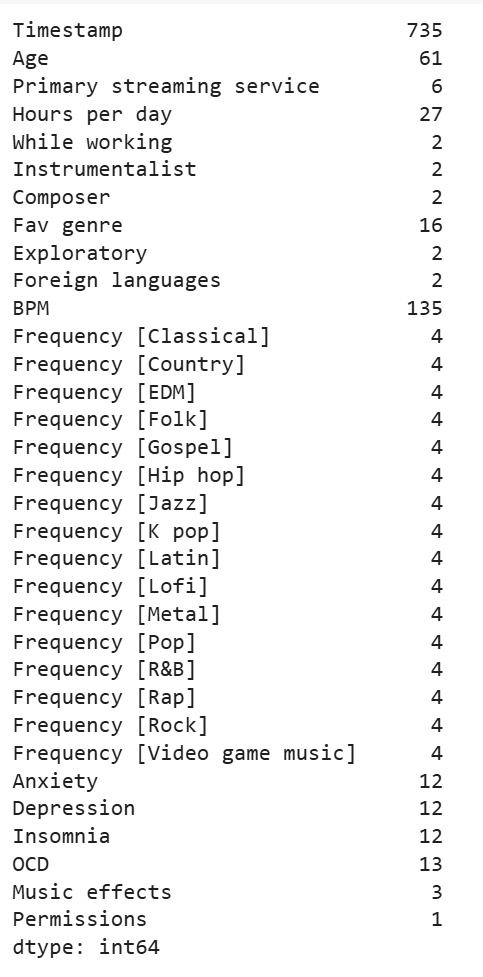 Timestamp 735
Age 61
Primary streaming service 6
Hours per day 27
While working 2
Instrumentalist 2
Composer 2
Fav genre 16
Exploratory 2
Foreign languages 2
BPM 135
Frequency [Classical] 4
Frequency [Country] 4
Frequency [EDM] 4
Frequency [Folk] 4
Frequency [Gospel] 4
Frequency [Hip hop] 4
Frequency [Jazz] 4
Frequency [K pop] 4
Frequency [Latin] 4
Frequency [Lofi] 4
Frequency [Metal] 4
Frequency [Pop] 4
Frequency [R&B] 4
Frequency [Rap] 4
Frequency [Rock] 4
Frequency [Video game music] 4
Anxiety 12
Depression 12
Insomnia 12
OCD 13
Music effects 3
Permissions 1
dtype: int64